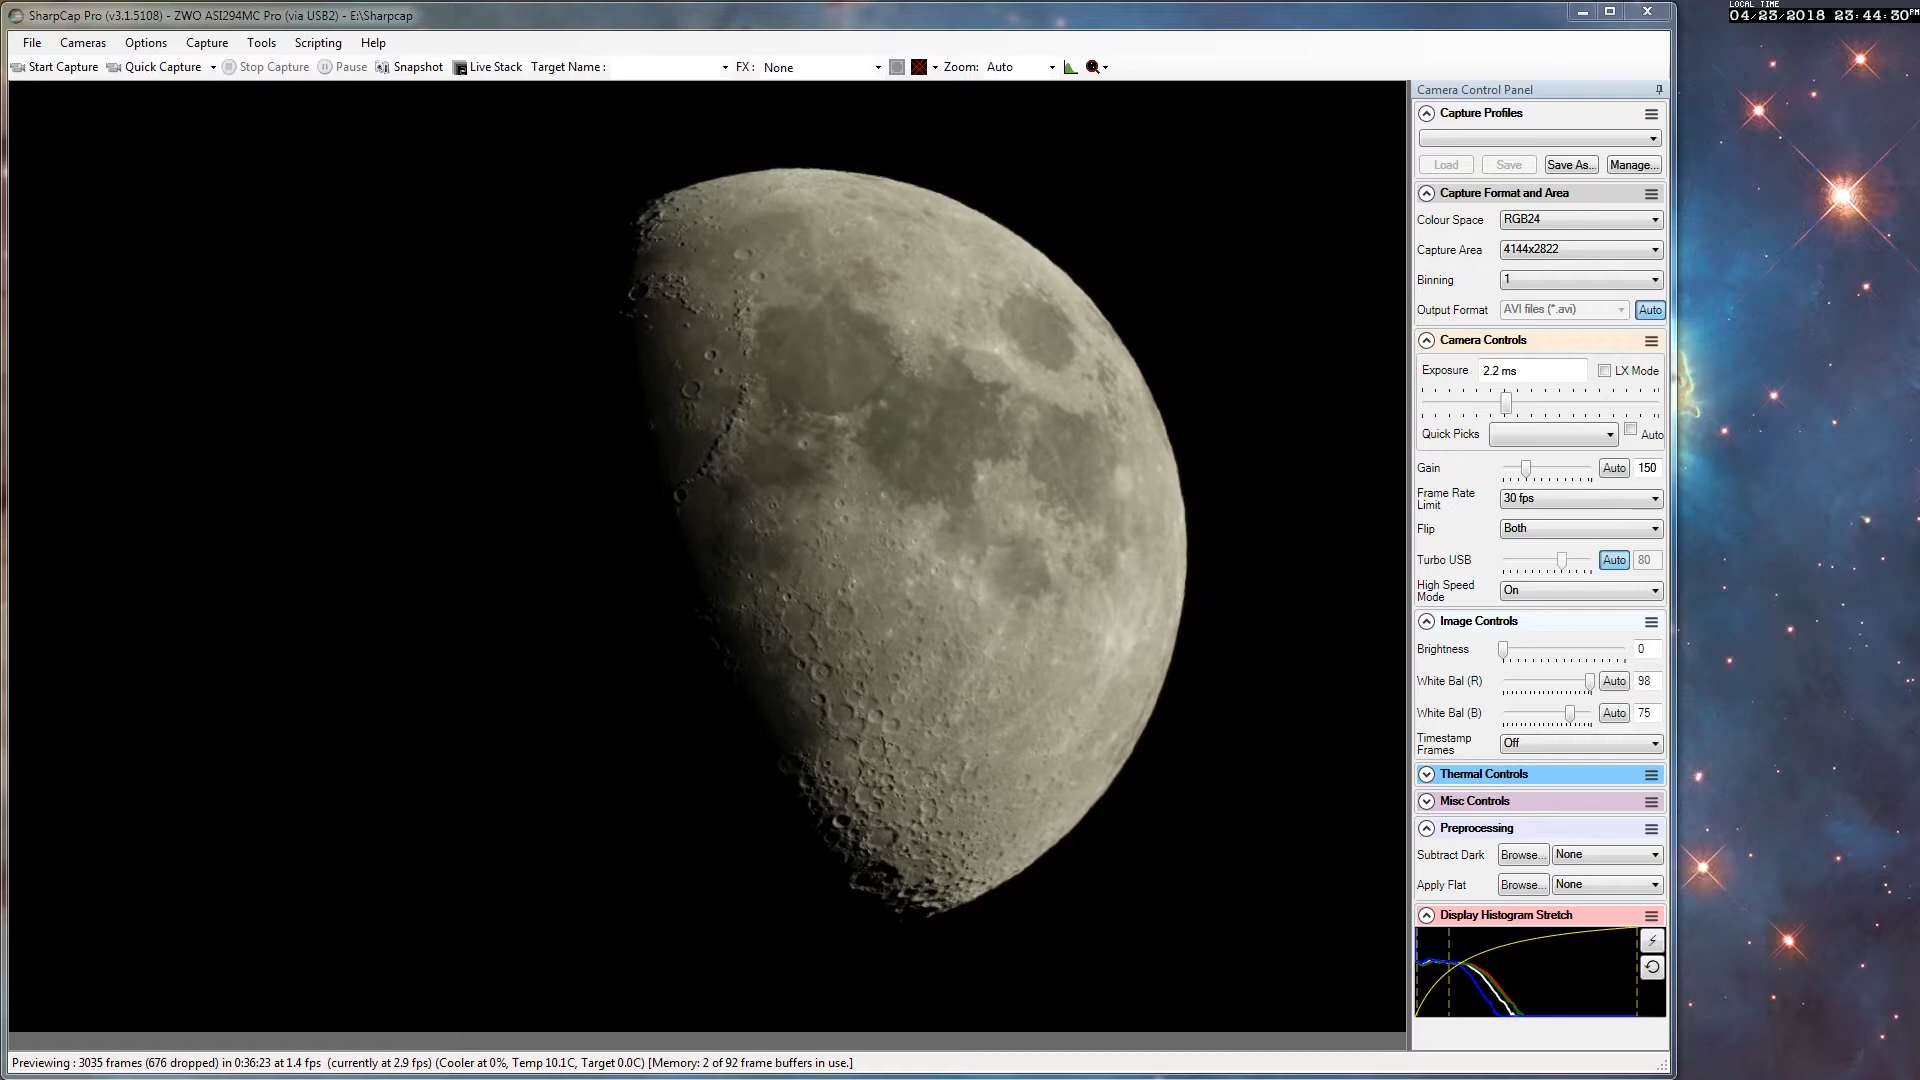 SharpCap Pro (v3.1.5108) - ZWO ASI294MC Pro (via USB2) - E:\Sharpcap
LOCAL TIME
04/23/2018 23:44:30PM
File Cameras Options Capture Tools Scripting Help
Start Capture Quick Capture Stop Capture Pause Snapshot Live Stack Target Name : FX : None Zoom: Auto
Camera Control Panel
Capture Profiles
Load Save Save As... Manage...
Capture Format and Area
Colour Space RGB24
Capture Area 4144x2822
Binning 1
Output Format AVI files (*.avi) Auto
Camera Controls
Exposure 2.2 ms LX Mode
Quick Picks Auto
Gain Auto 150
Frame Rate Limit 30 fps
Flip Both
Turbo USB Auto 80
High Speed Mode On
Image Controls
Brightness 0
White Bal (R) Auto 98
White Bal (B) Auto 75
Timestamp Frames Off
Thermal Controls
Misc Controls
Preprocessing
Subtract Dark Browse... None
Apply Flat Browse... None
Display Histogram Stretch
Previewing : 3035 frames (676 dropped) in 0:36:23 at 1.4 fps (currently at 2.9 fps) (Cooler at 0%, Temp 10.1C, Target 0.0C) [Memory: 2 of 92 frame buffers in use.]